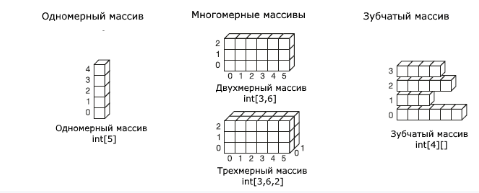 Одномерный массив
Многомерные массивы
Зубчатый массив
4
3
2
1
0
Одномерный массив
int[5]
2
1
0
0 1 2 3 4 5
Двухмерный массив
int[3,6]
2
1
0
0 1 2 3 4 5
0
1
Трехмерный массив
int[3,6,2]
3
2
1
0
Зубчатый массив
int[4][]